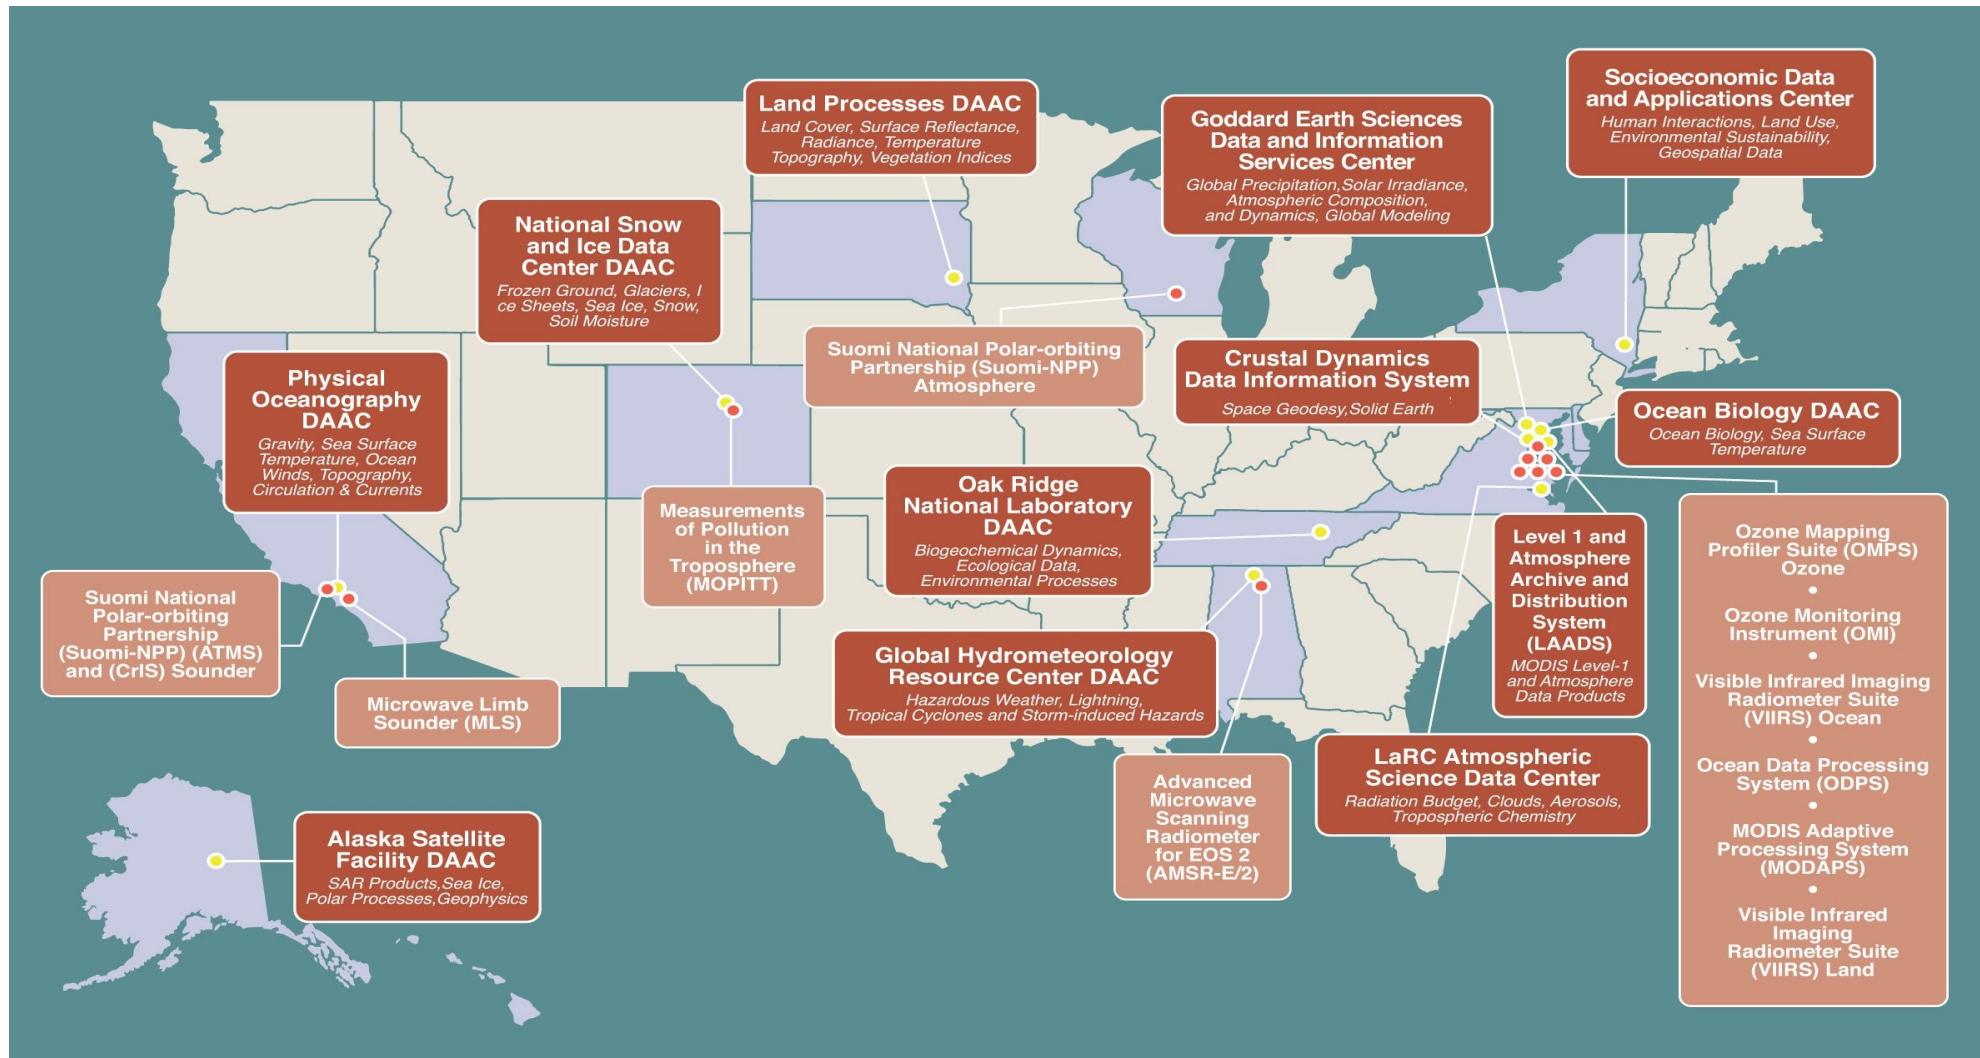 Land Processes DAAC
Land Cover, Surface Reflectance,
Radiance, Temperature
Topography, Vegetation Indices
Goddard Earth Sciences
Data and Information
Services Center
Global Precipitation,Solar Irradiance,
Atmospheric Composition,
and Dynamics, Global Modeling
Socioeconomic Data
and Applications Center
Human Interactions, Land Use,
Environmental Sustainability,
Geospatial Data
National Snow
and Ice Data
Center DAAC
Frozen Ground, Glaciers, I
ce Sheets, Sea Ice, Snow,
Soil Moisture
Suomi National Polar-orbiting
Partnership (Suomi-NPP)
Atmosphere
Crustal Dynamics
Data Information System
Space Geodesy,Solid Earth
Physical
Oceanography
DAAC
Gravity, Sea Surface
Temperature, Ocean
Winds, Topography,
Circulation & Currents
Ocean Biology DAAC
Ocean Biology, Sea Surface
Temperature
Measurements
of Pollution
in the
Troposphere
(MOPITT)
Oak Ridge
National Laboratory
DAAC
Biogeochemical Dynamics,
Ecological Data,
Environmental Processes
Level 1 and
Atmosphere
Archive and
Distribution
System
(LAADS)
MODIS Level-1
and Atmosphere
Data Products
Ozone Mapping
Profiler Suite (OMPS)
Ozone
Ozone Monitoring
Instrument (OMI)
Visible Infrared Imaging
Radiometer Suite
(VIIRS) Ocean
Ocean Data Processing
System (ODPS)
MODIS Adaptive
Processing System
(MODAPS)
Visible Infrared
Imaging
Radiometer Suite
(VIIRS) Land
Suomi National
Polar-orbiting
Partnership
(Suomi-NPP) (ATMS)
and (CrIS) Sounder
Microwave Limb
Sounder (MLS)
Global Hydrometeorology
Resource Center DAAC
Hazardous Weather, Lightning,
Tropical Cyclones and Storm-induced Hazards
Advanced
Microwave
Scanning
Radiometer
for EOS 2
(AMSR-E/2)
LaRC Atmospheric
Science Data Center
Radiation Budget, Clouds, Aerosols,
Tropospheric Chemistry
Alaska Satellite
Facility DAAC
SAR Products,Sea Ice,
Polar Processes,Geophysics